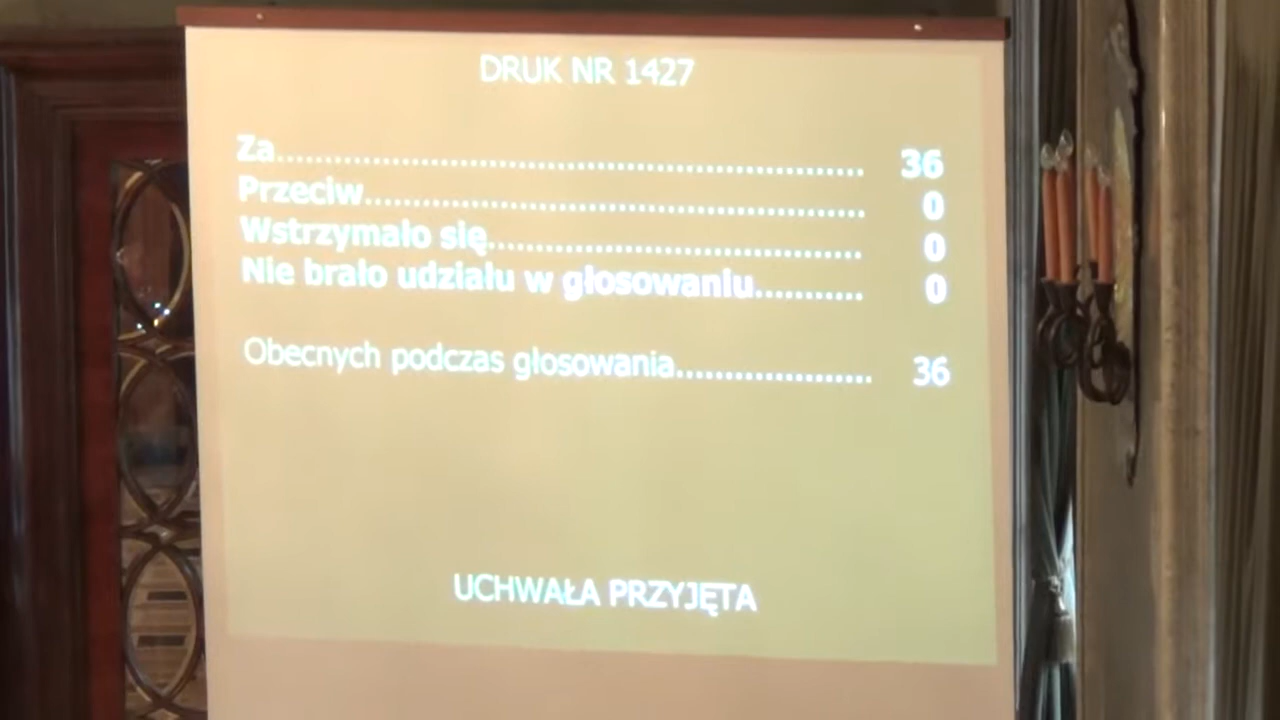 DRUK NR 1427
Za.................................................................. 36
Przeciw......................................................... 0
Wstrzymało się.......................................... 0
Nie brało udziału w głosowaniu............ 0
Obecnych podczas głosowania..................... 36
UCHWAŁA PRZYJĘTA